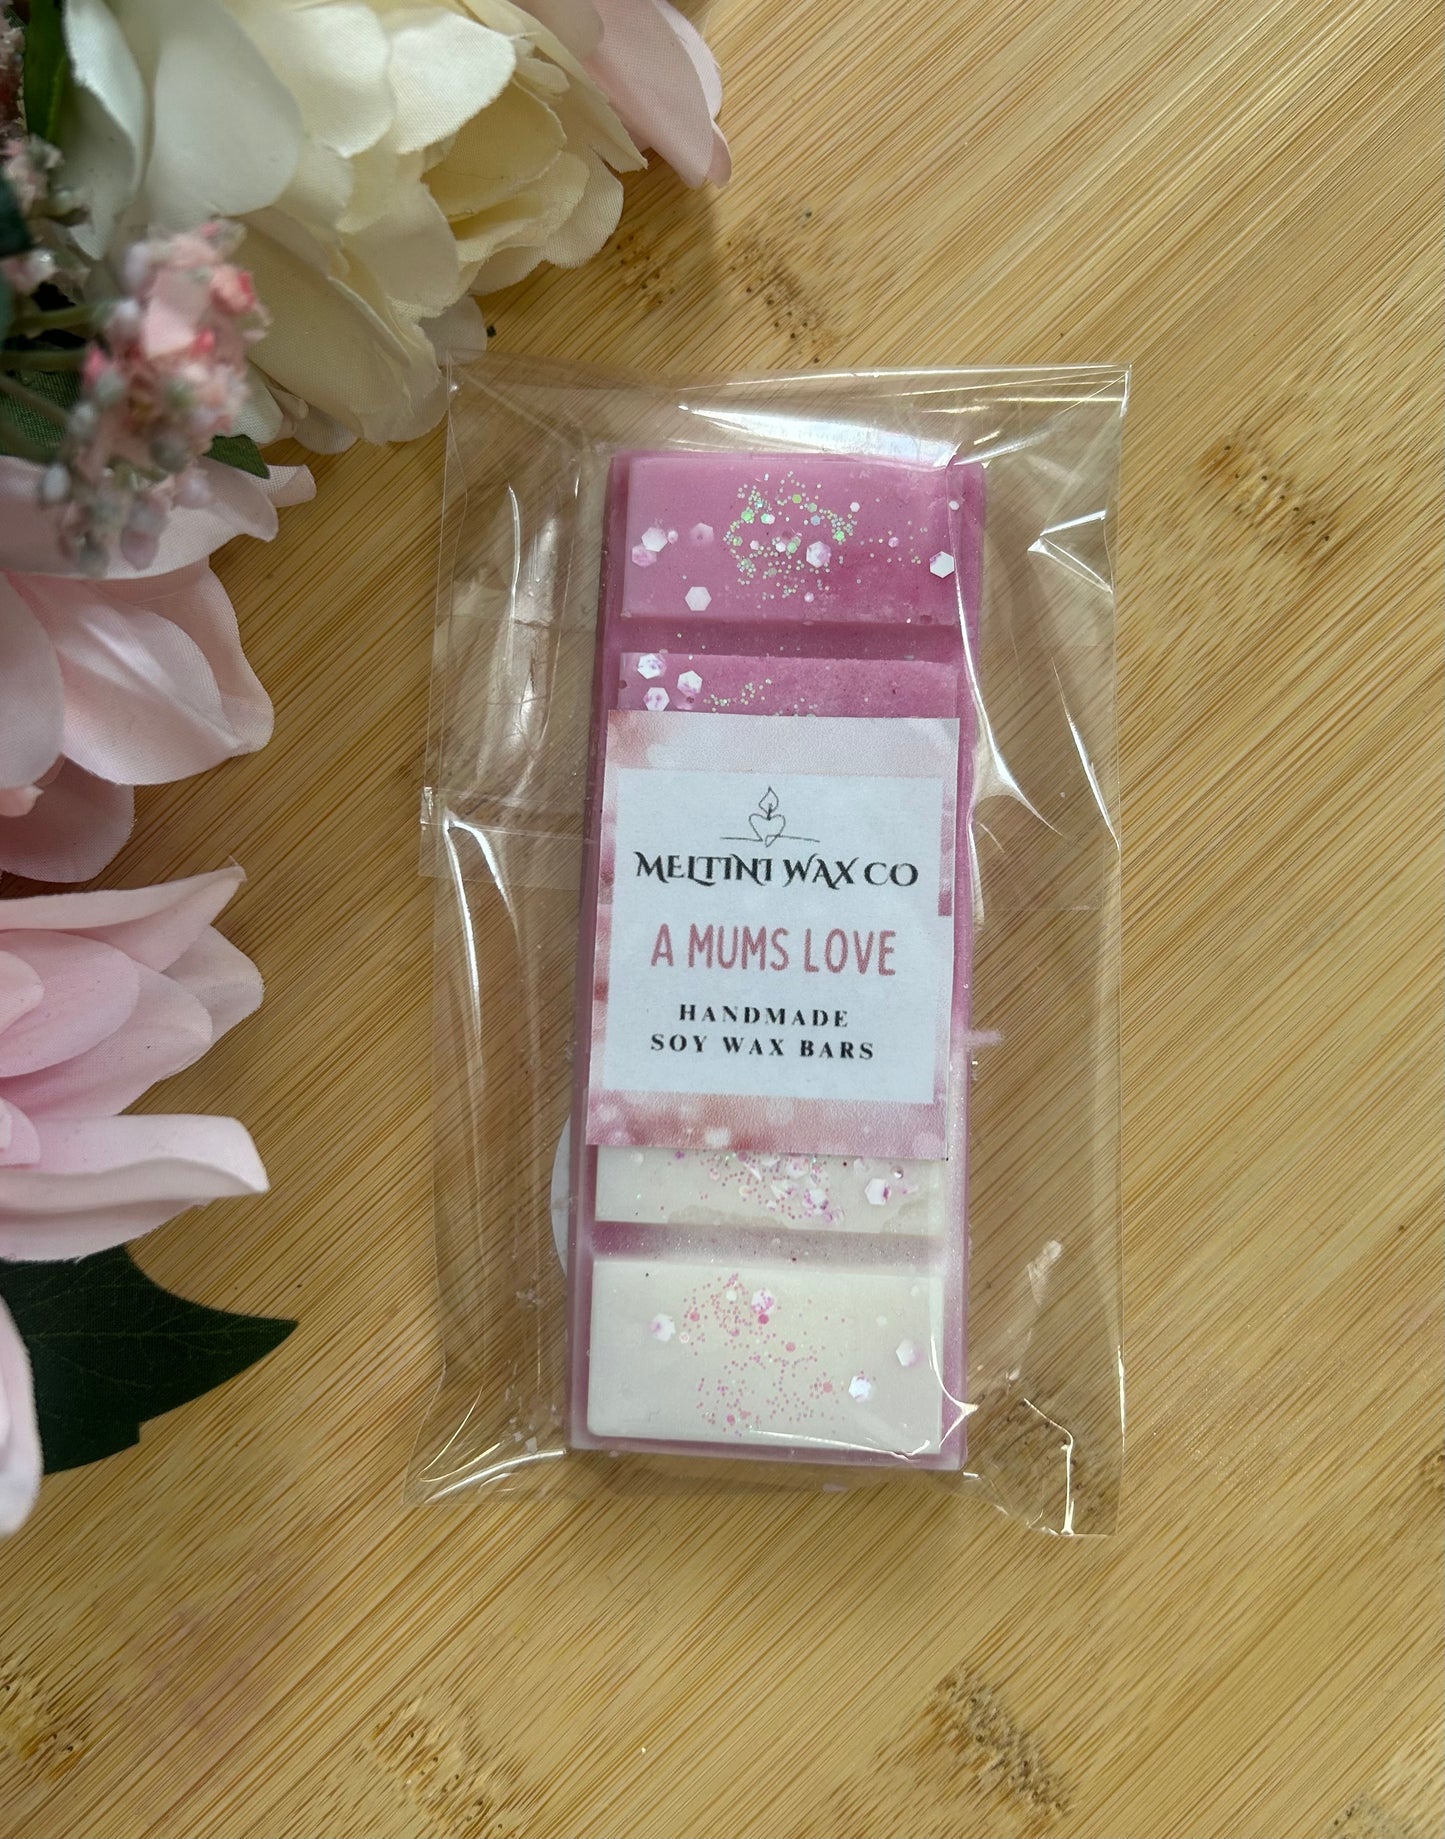 MELTINI WAX CO
A MUMS LOVE
HANDMADE
SOY WAX BARS